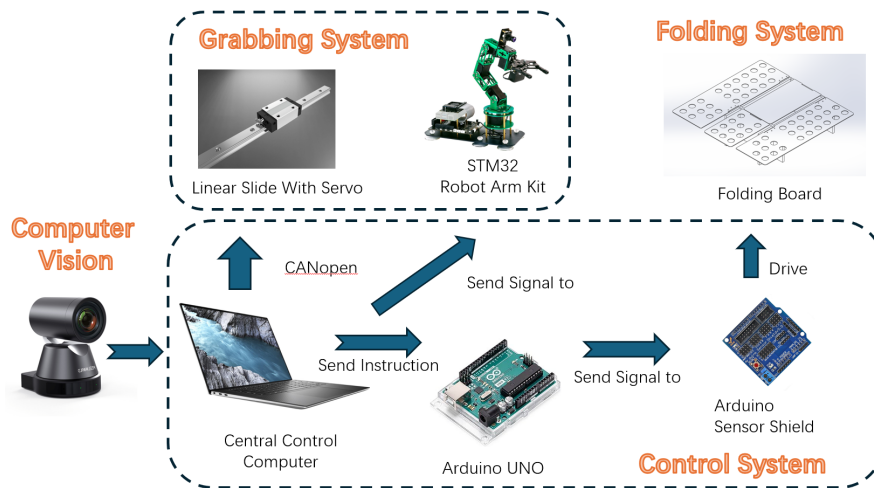 Grabbing System
Folding System
Linear Slide With Servo
STM32
Robot Arm Kit
Folding Board
Computer
Vision
CANopen
Send Signal to
Drive
Send Instruction
Send Signal to
Central Control
Computer
Arduino UNO
Arduino
Sensor Shield
Control System